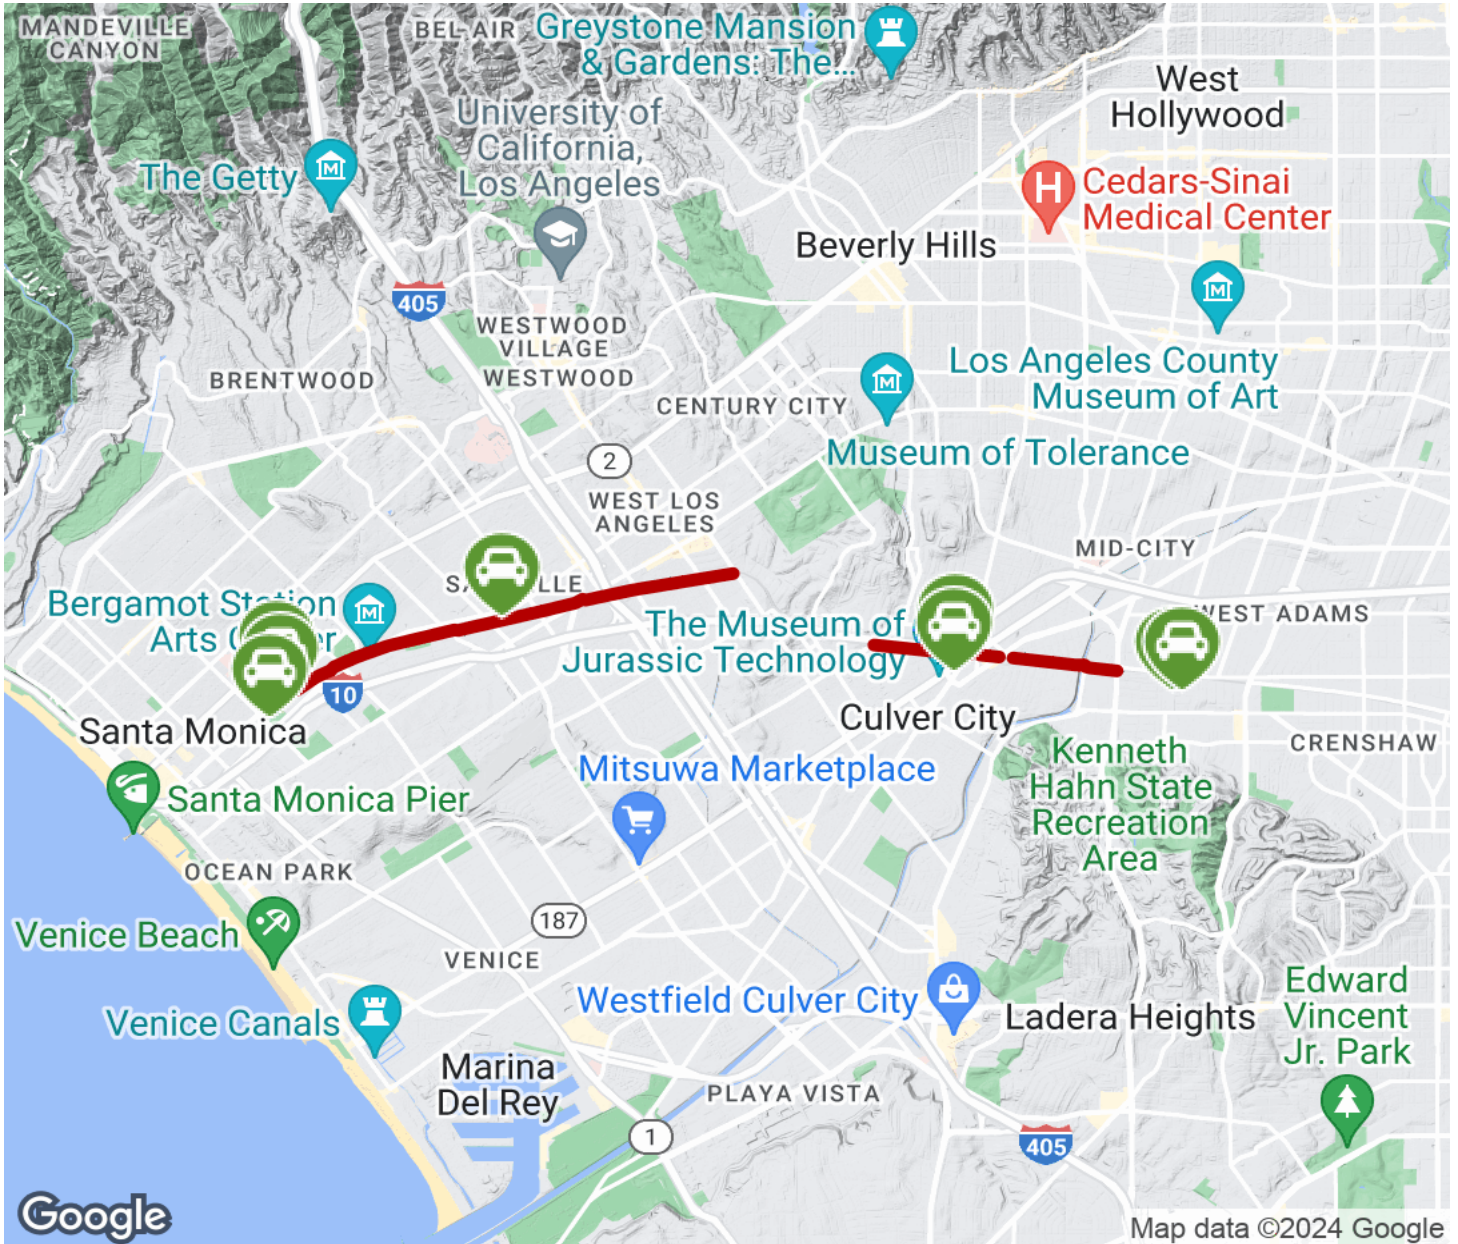 MANDEVILLE
CANYON
BEL AIR
Greystone Mansion
& Gardens: The...
West
Hollywood
University of
California,
Los Angeles
The Getty
H
Cedars-Sinai
Medical Center
Beverly Hills
405
WESTWOOD
VILLAGE
WESTWOOD
BRENTWOOD
Los Angeles County
Museum of Art
CENTURY CITY
Museum of Tolerance
2
WEST LOS
ANGELES
MID-CITY
Bergamot Station
Arts
The Museum of
Jurassic Technology
WEST ADAMS
10
Santa Monica
Culver City
CRENSHAW
Kenneth
Hahn State
Recreation
Area
Mitsuwa Marketplace
Santa Monica Pier
OCEAN PARK
187
Venice Beach
VENICE
Westfield Culver City
Edward
Vincent
Jr. Park
Ladera Heights
Venice Canals
Marina
Del Rey
PLAYA VISTA
1
405
Google
Map data ©2024 Google